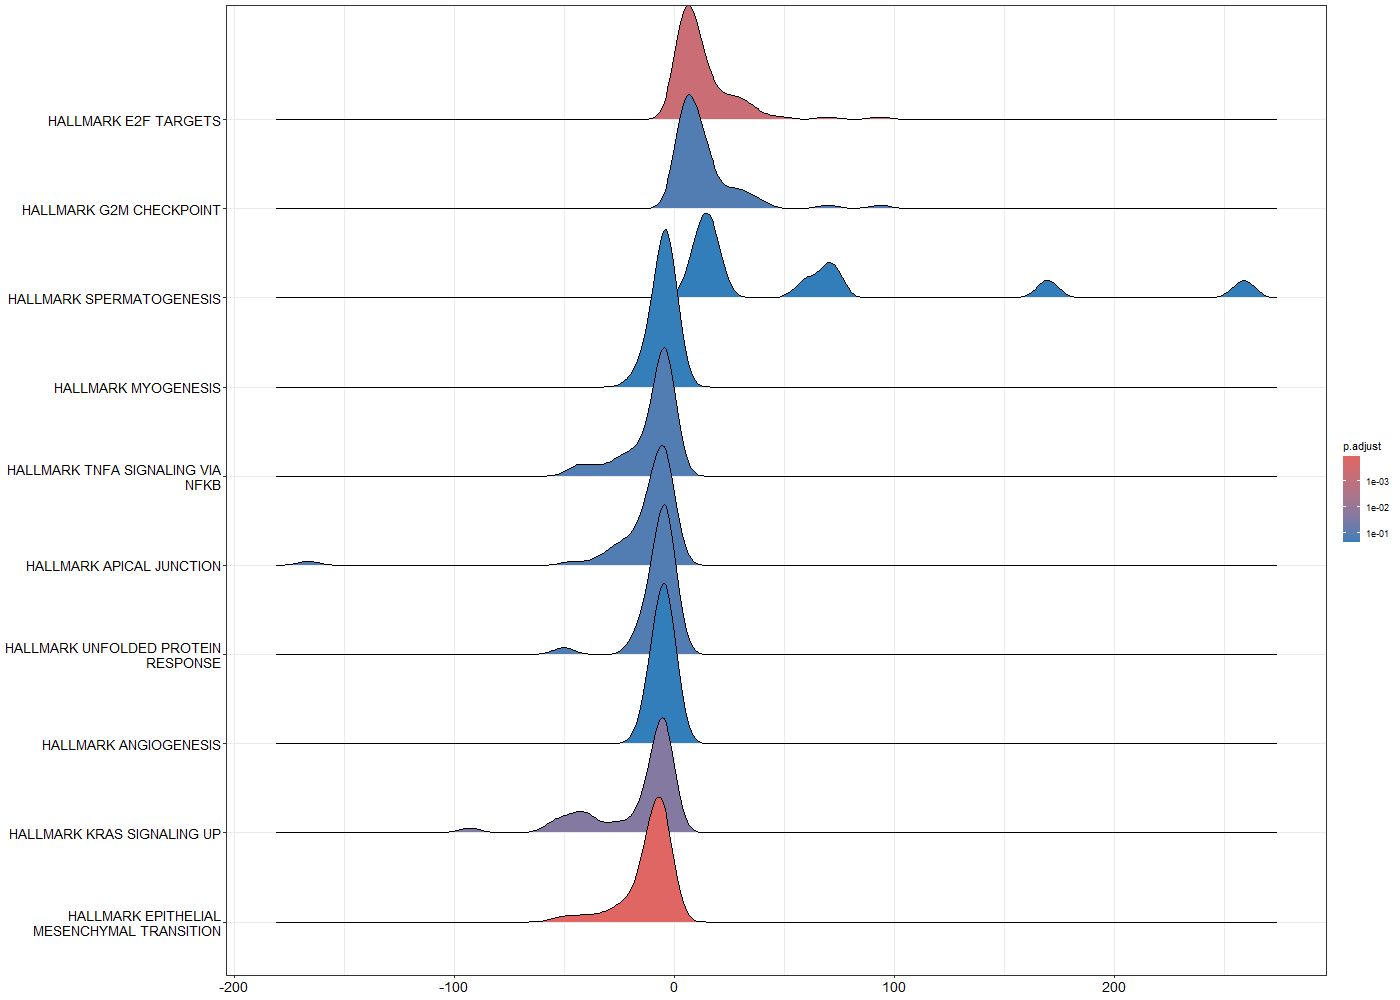 HALLMARK E2F TARGETS
HALLMARK G2M CHECKPOINT
HALLMARK SPERMATOGENESIS
HALLMARK MYOGENESIS
HALLMARK TNFA SIGNALING VIA
NFKB
HALLMARK APICAL JUNCTION
HALLMARK UNFOLDED PROTEIN
RESPONSE
HALLMARK ANGIOGENESIS
HALLMARK KRAS SIGNALING UP
HALLMARK EPITHELIAL
MESENCHYMAL TRANSITION
-200 -100 0 100 200
p.adjust
1e-03
1e-02
1e-01